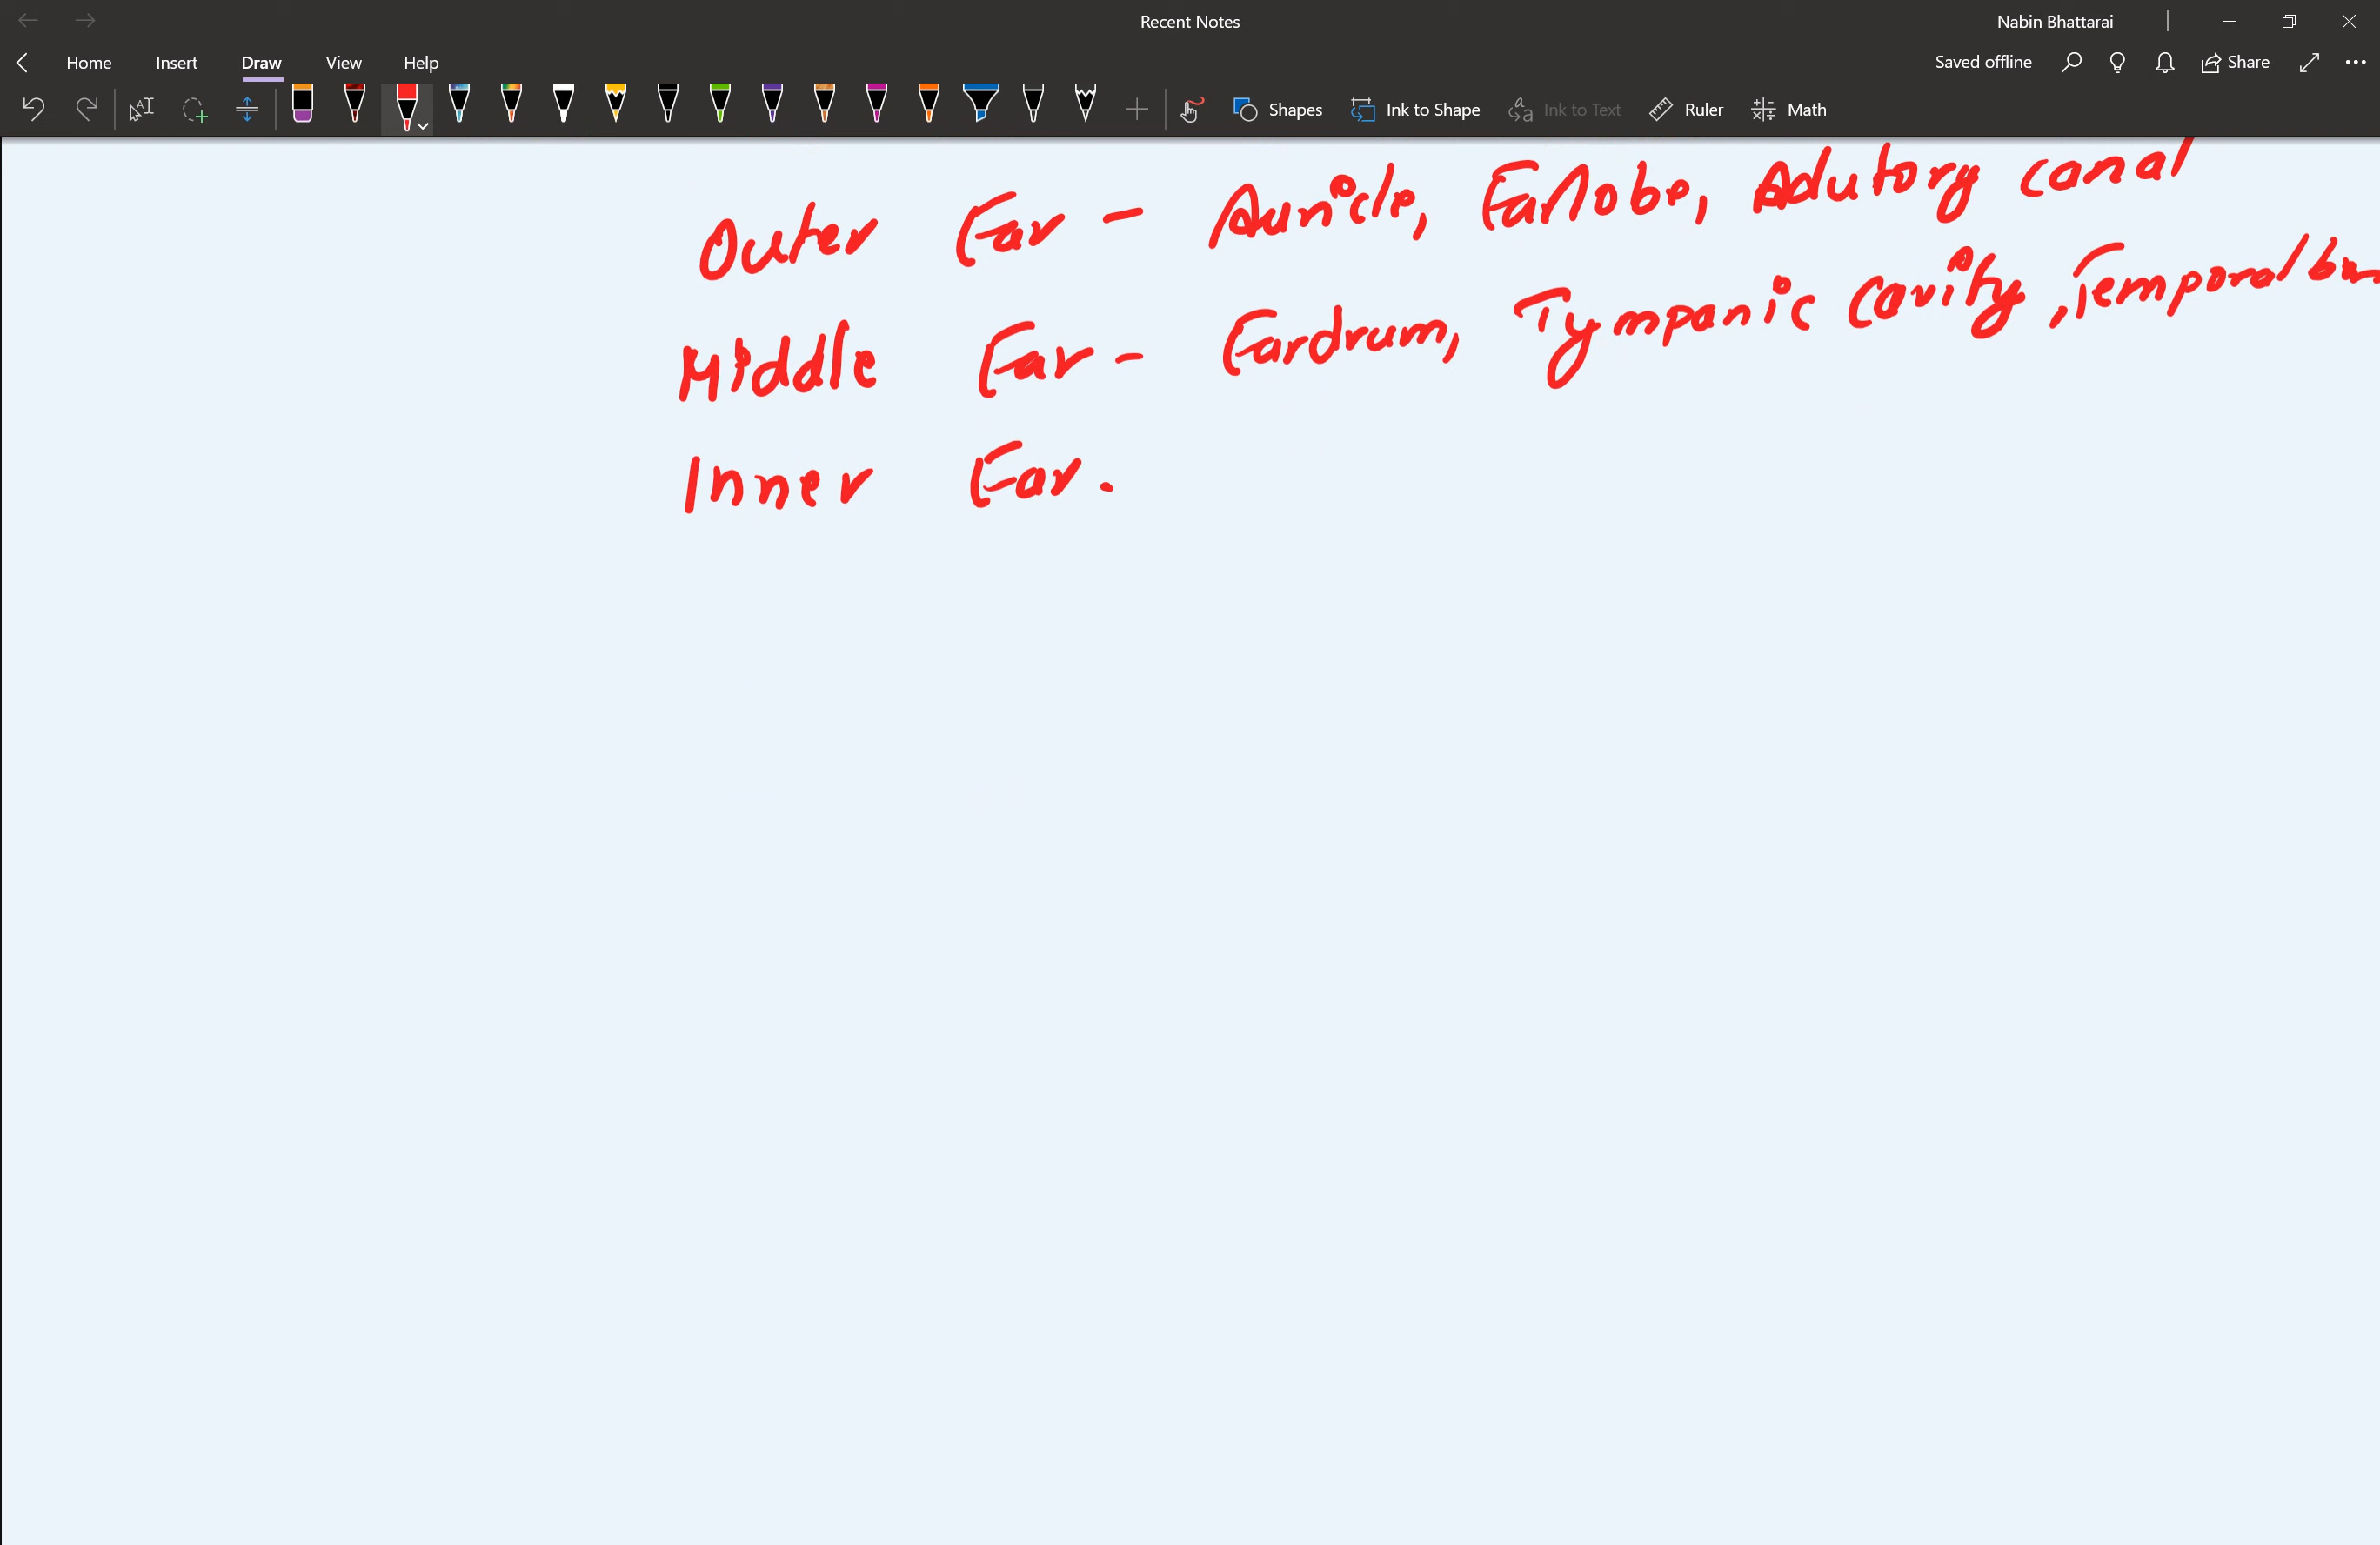 Recent Notes
Nabin Bhattarai
Home Insert Draw View Help
Saved offline
Share
Shapes
Ink to Shape
Ink to Text
Ruler
Math
Outer Ear - Auricle, Earlobe, Adutory canal
Middle Ear - Eardrum, Tympanic cavity, Temporal
Inner Ear.